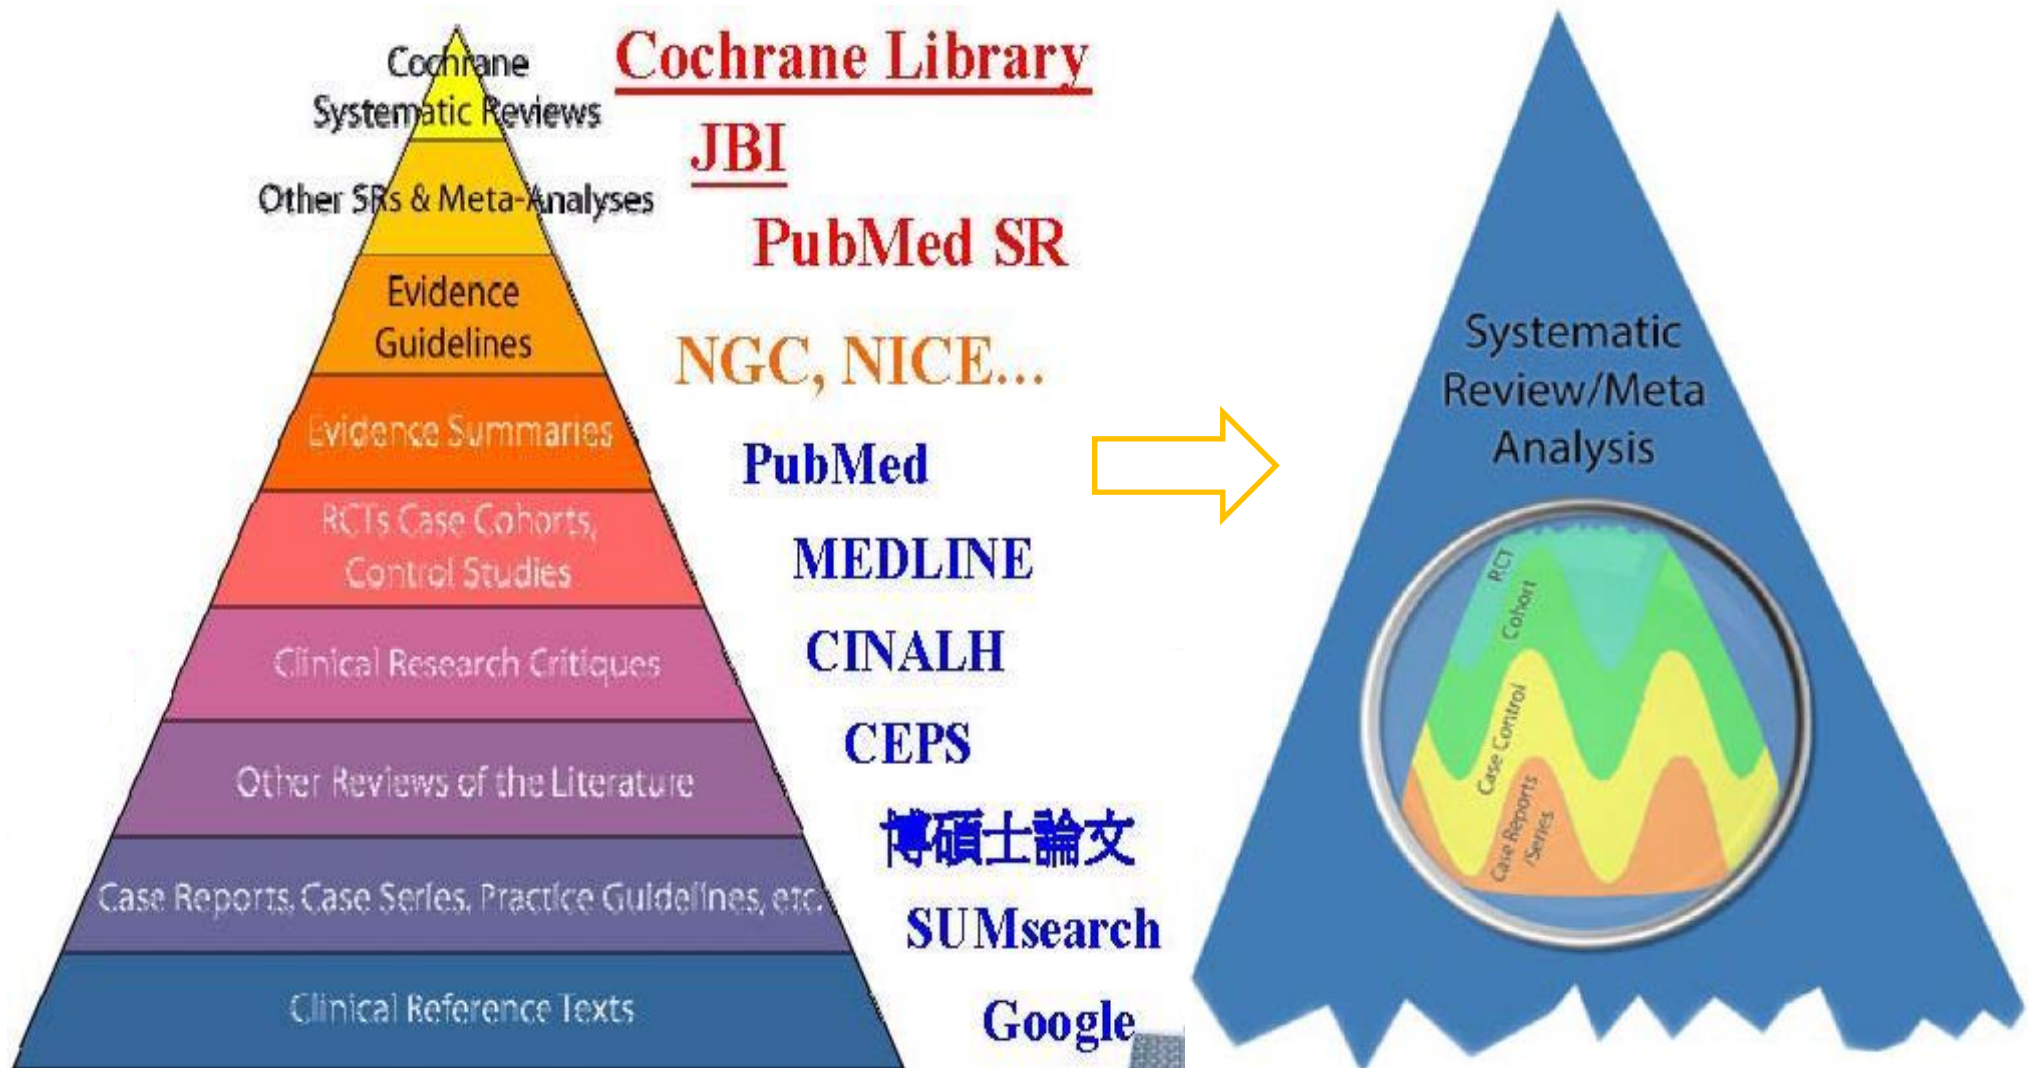 Cochrane
Systematic Reviews
Other SRs & Meta-Analyses
Evidence
Guidelines
Evidence Summaries
RCTs Case Cohorts,
Control Studies
Clinical Research Critiques
Other Reviews of the Literature
Case Reports, Case Series, Practice Guidelines, etc.
Clinical Reference Texts
Cochrane Library
JBI
PubMed SR
NGC, NICE...
PubMed
MEDLINE
CINALH
CEPS
博碩士論文
SUMsearch
Google
Systematic
Review/Meta
Analysis
RCT
Cohort
Case Control
Case Reports
/Series